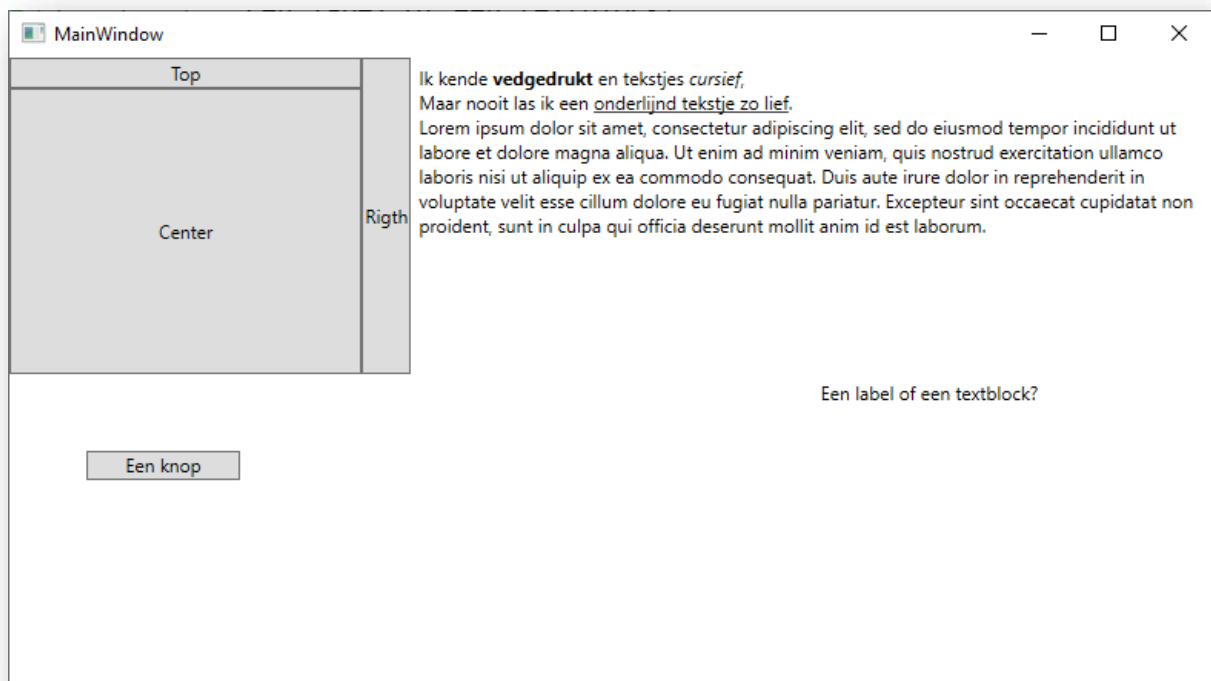 MainWindow
Top
Center
Rigth
Ik kende vedgedrukt en tekstjes cursief,
Maar nooit las ik een onderlijnd tekstje zo lief.
Lorem ipsum dolor sit amet, consectetur adipiscing elit, sed do eiusmod tempor incididunt ut
labore et dolore magna aliqua. Ut enim ad minim veniam, quis nostrud exercitation ullamco
laboris nisi ut aliquip ex ea commodo consequat. Duis aute irure dolor in reprehenderit in
voluptate velit esse cillum dolore eu fugiat nulla pariatur. Excepteur sint occaecat cupidatat non
proident, sunt in culpa qui officia deserunt mollit anim id est laborum.
Een label of een textblock?
Een knop